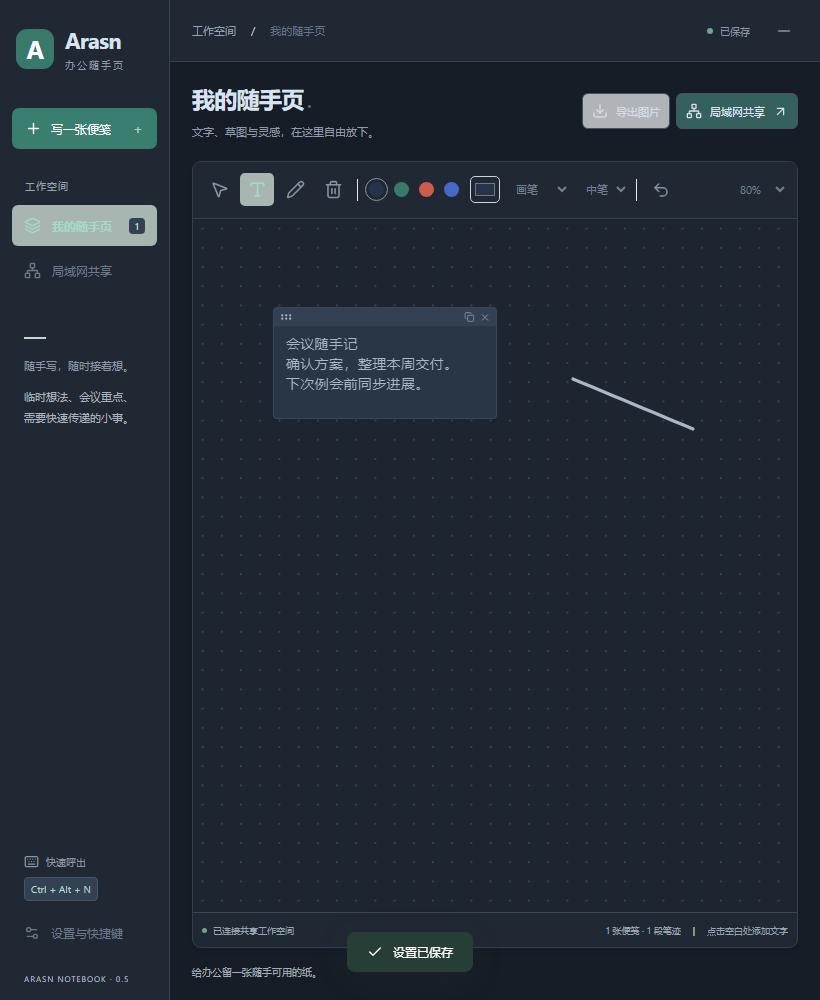 A
Arasn
办公随手页
写一张便笺 +
工作空间
我的随手页 1
局域网共享
随手写，随时接着想。
临时想法、会议重点、
需要快速传递的小事。
快速呼出
Ctrl + Alt + N
设置与快捷键
ARASN NOTEBOOK · 0.5
工作空间 / 我的随手页
已保存
我的随手页.
文字、草图与灵感，在这里自由放下。
导出图片
局域网共享
T
画笔
中笔
80%
会议随手记
确认方案，整理本周交付。
下次例会前同步进展。
已连接共享工作空间
1 张便笺 · 1 段笔迹
点击空白处添加文字
设置已保存
给办公留一张随手可用的纸。